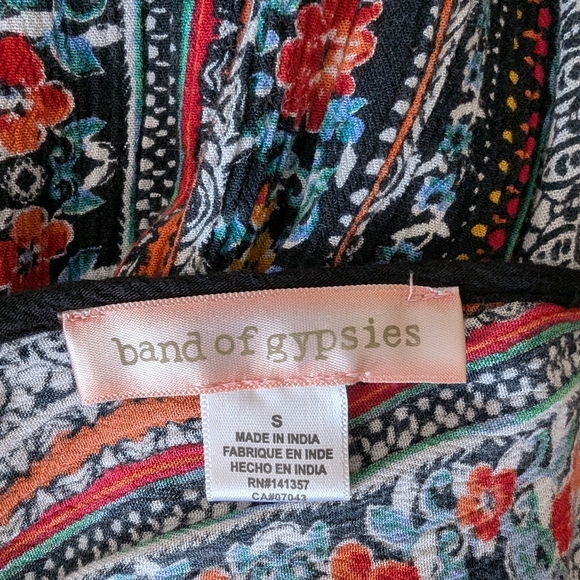 band of gypsies
S
MADE IN INDIA
FABRIQUE EN INDE
HECHO EN INDIA
RN#141357
CA#07043